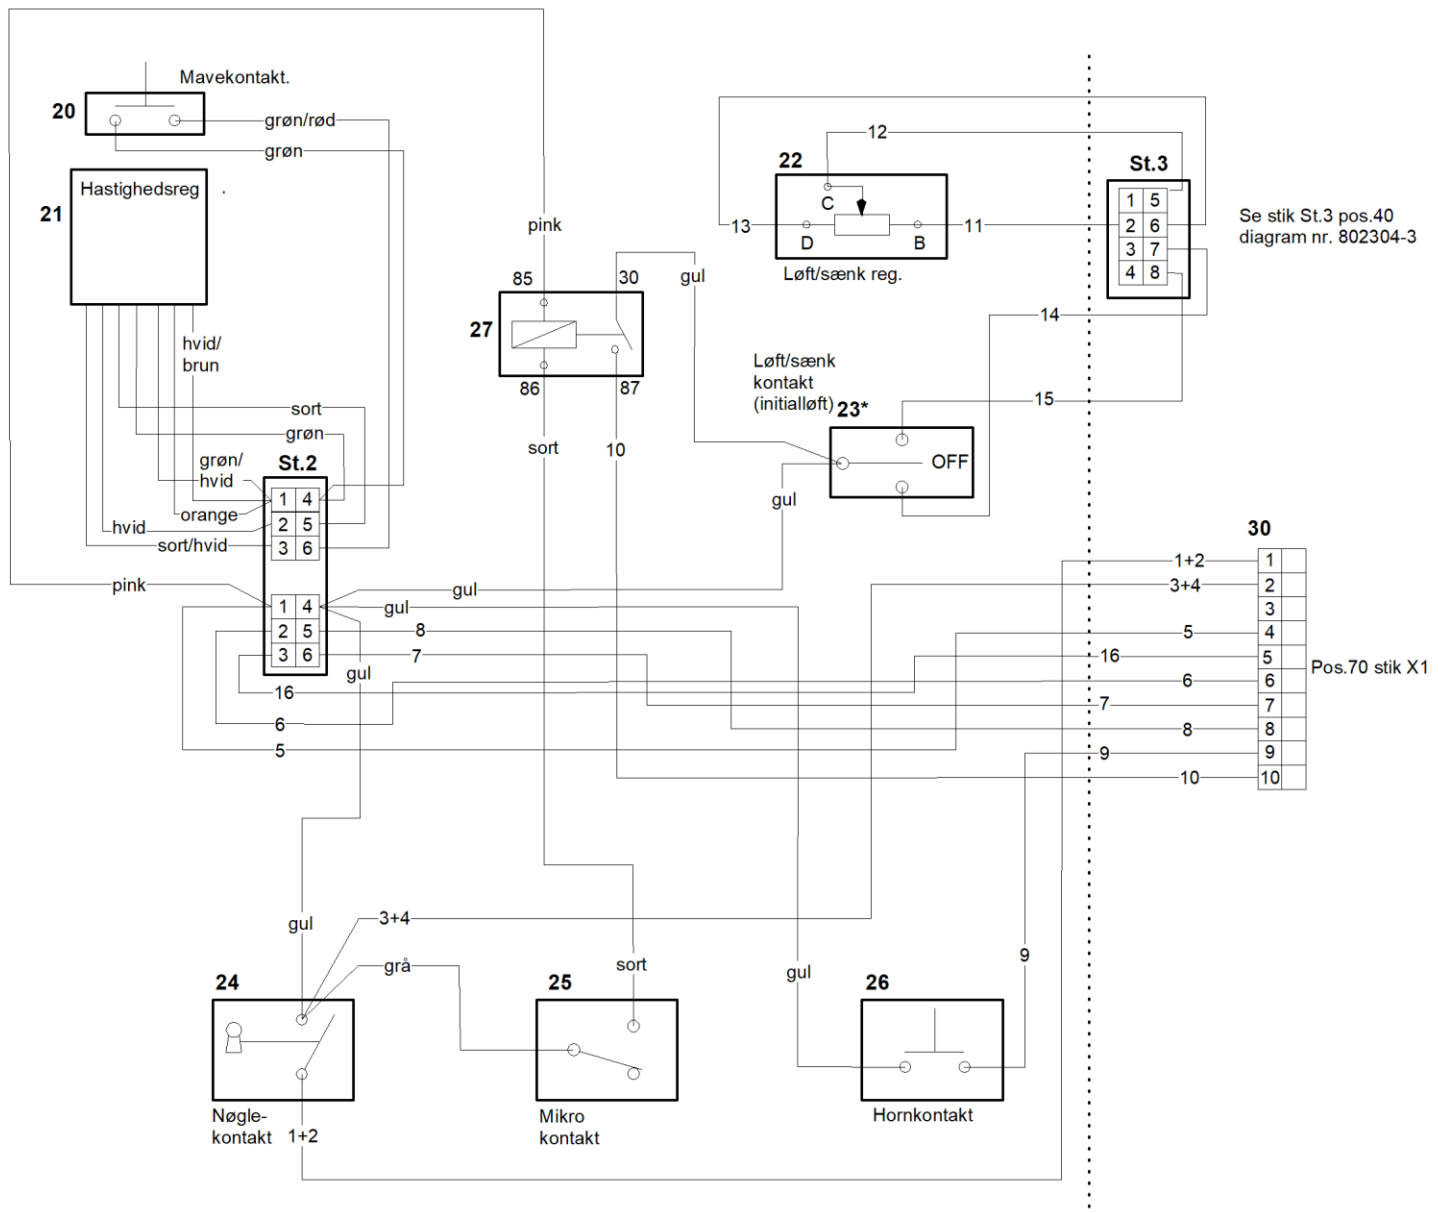 Mavekontakt.
20
grøn/rød
grøn
Hastighedsreg .
21
hvid/
brun
sort
grøn
grøn/
hvid
St.2
1 4
orange
hvid
2 5
sort/hvid
3 6
pink
1 4
2 5
3 6
gul
gul
8
7
gul
16
6
5
pink
85
30
gul
27
86
87
sort
10
12
22
C
13
D
B
11
Løft/sænk reg.
St.3
1 5
2 6
3 7
4 8
Se stik St.3 pos.40
diagram nr. 802304-3
14
Løft/sænk
kontakt
(initialløft)
23*
15
OFF
gul
30
1+2
1
3+4
2
3
5
4
16
5
6
6
7
7
8
8
9
9
10
10
Pos.70 stik X1
gul
3+4
grå
24
Nøgle-
kontakt
1+2
sort
25
Mikro
kontakt
gul
26
9
Hornkontakt